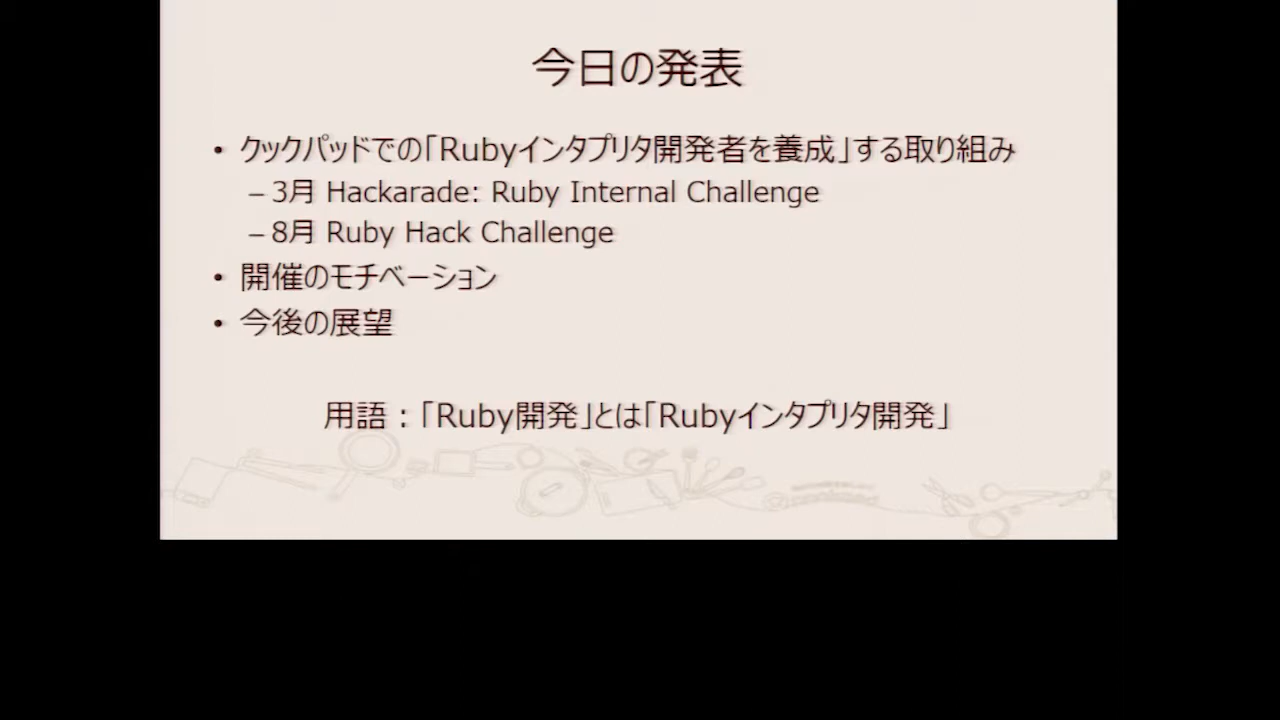 今日の発表
• クックパッドでの「Rubyインタプリタ開発者を養成」する取り組み
– 3月 Hackarade: Ruby Internal Challenge
– 8月 Ruby Hack Challenge
• 開催のモチベーション
• 今後の展望
用語：「Ruby開発」とは「Rubyインタプリタ開発」